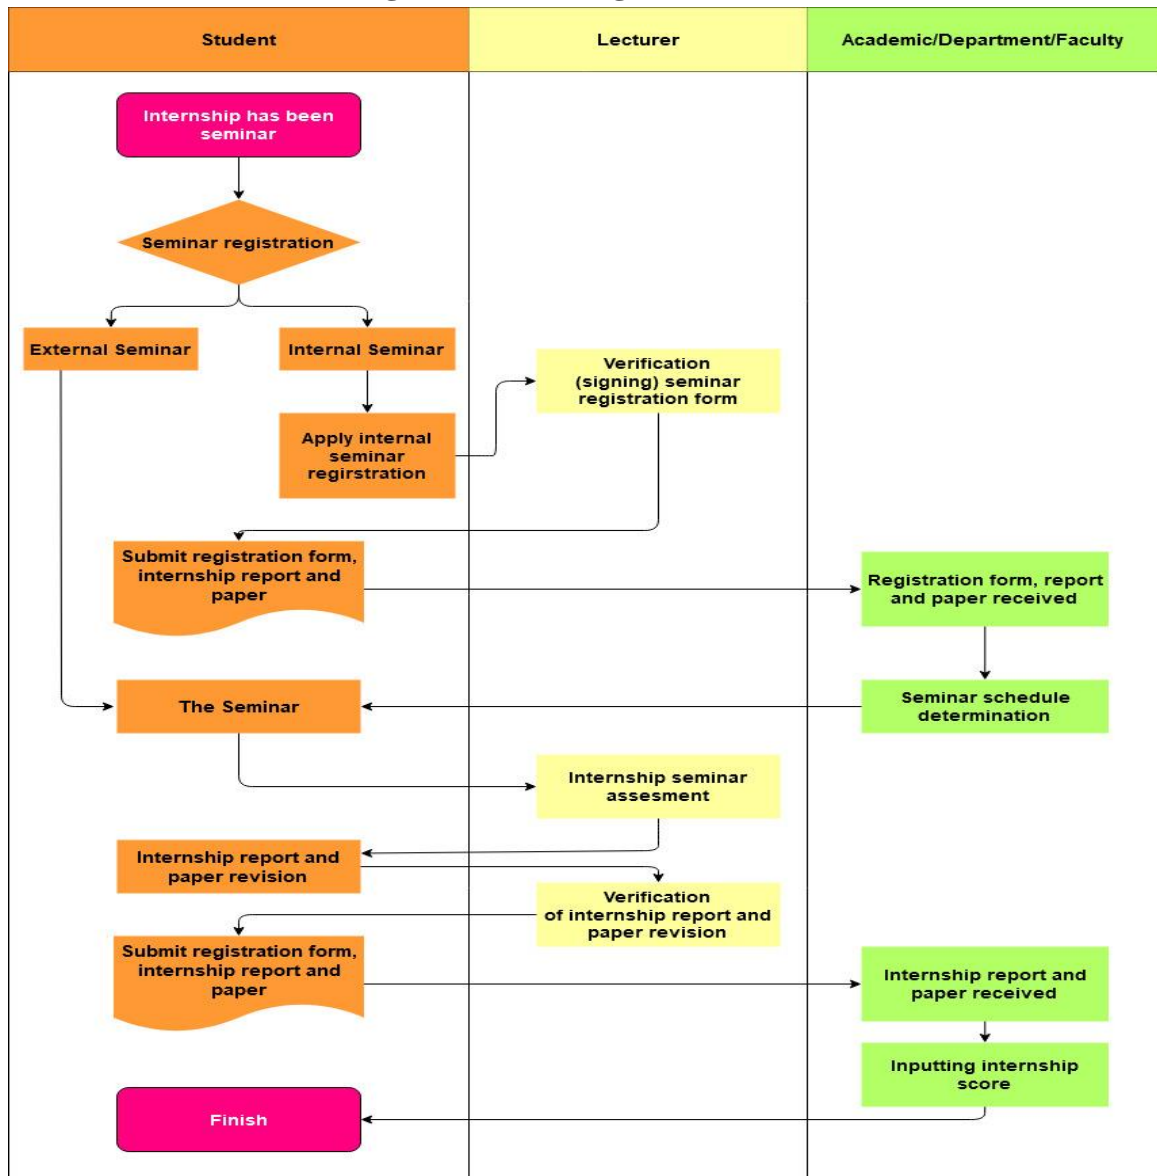 Student
Lecturer
Academic/Department/Faculty
Internship has been
seminar
Seminar registration
External Seminar
Internal Seminar
Verification
(signing) seminar
registration form
Apply internal
seminar
regirstration
Submit registration form,
internship report and
paper
Registration form, report
and paper received
The Seminar
Seminar schedule
determination
Internship seminar
assesment
Internship report and
paper revision
Verification
of internship report and
paper revision
Submit registration form,
internship report and
paper
Internship report and
paper received
Inputting internship
score
Finish